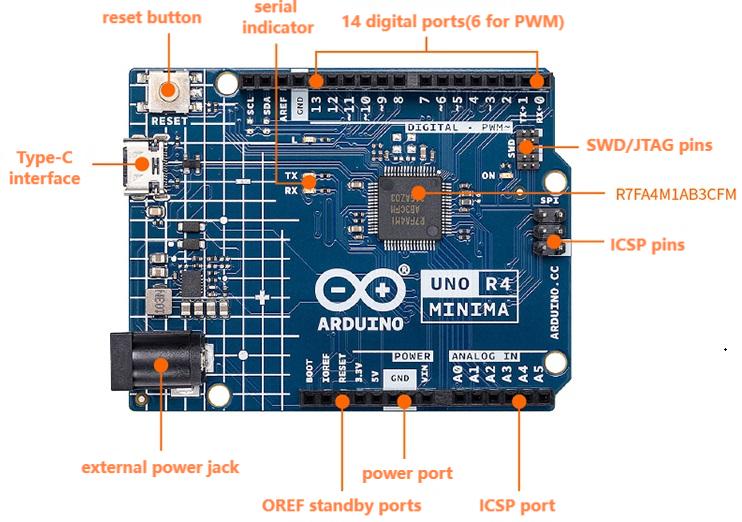 serial
indicator
reset button
14 digital ports(6 for PWM)
RESET
SCL
SDA
AREF
GND
13
12
~11
~10
~9
8
7
~6
~5
4
~3
2
TX→1
RX←0
DIGITAL - PWM~
L
SWD
SWD/JTAG pins
Type-C
interface
TX
RX
ON
R7FA4M1
AB3CFM
R7FA4M1AB3CFM
SPI
ICSP pins
103N
®
ARDUINO
UNO R4
MINIMA
ARDUINO.CC
POWER
ANALOG IN
BOOT
IOREF
RESET
3.3V
5V
GND
VIN
A0
A1
A2
A3
A4
A5
external power jack
power port
OREF standby ports
ICSP port